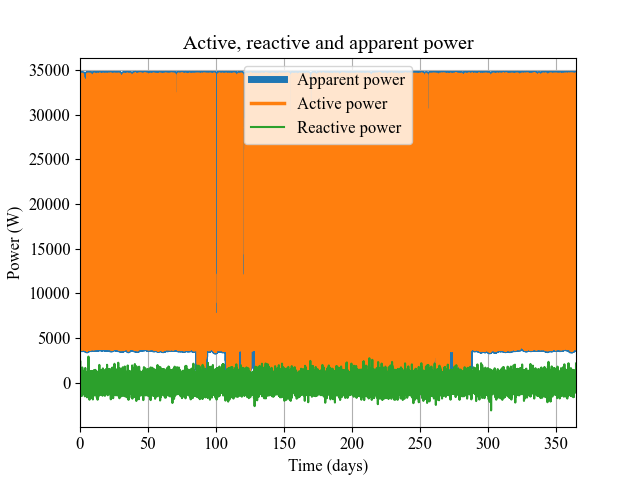 Active, reactive and apparent power
Apparent power
Active power
Reactive power
35000
30000
25000
20000
15000
10000
5000
0
Power (W)
0 50 100 150 200 250 300 350
Time (days)